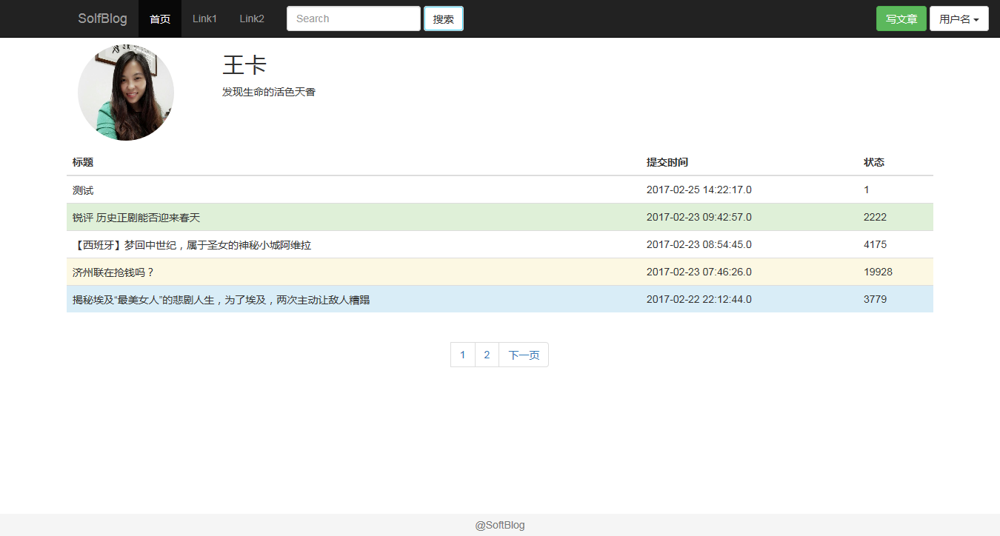 SolfBlog 首页 Link1 Link2 Search 搜索 写文章 用户名
王卡
发现生命的活色天香
标题 提交时间 状态
测试 2017-02-25 14:22:17.0 1
锐评 历史正剧能否迎来春天 2017-02-23 09:42:57.0 2222
【西班牙】梦回中世纪，属于圣女的神秘小城阿维拉 2017-02-23 08:54:45.0 4175
济州联在抢钱吗？ 2017-02-23 07:46:26.0 19928
揭秘埃及“最美女人”的悲剧人生，为了埃及，两次主动让敌人糟蹋 2017-02-22 22:12:44.0 3779
1 2 下一页
@SoftBlog